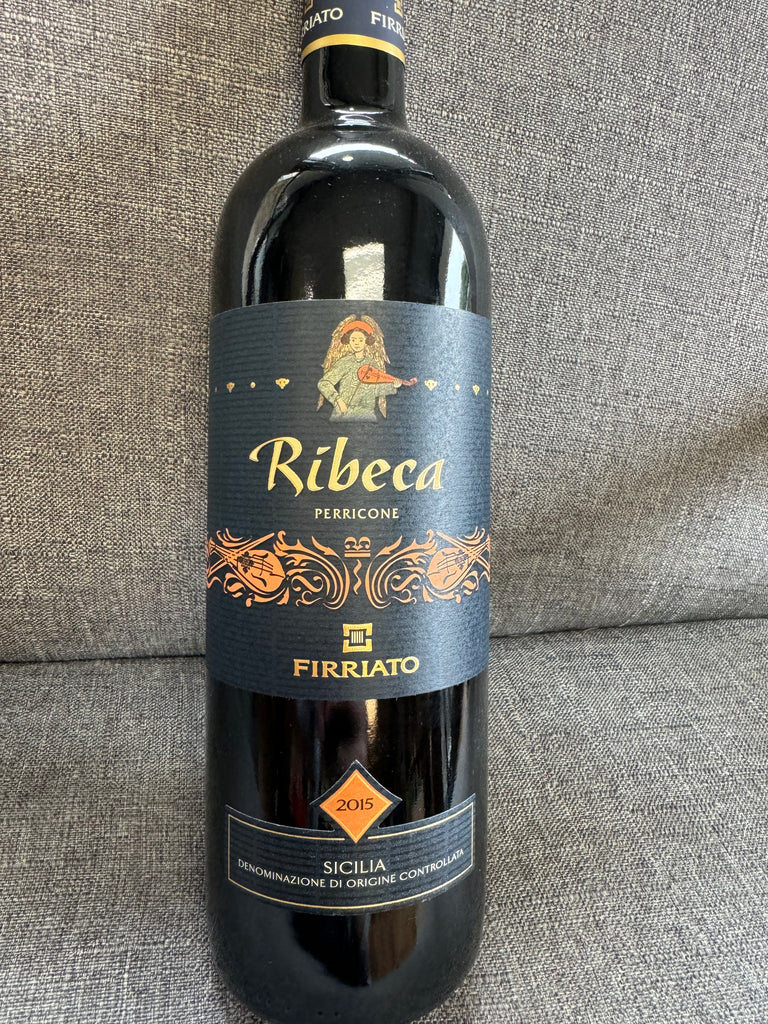 FIRRIATO
Ribeca
PERRICONE
FIRRIATO
2015
SICILIA
DENOMINAZIONE DI ORIGINE CONTROLLATA